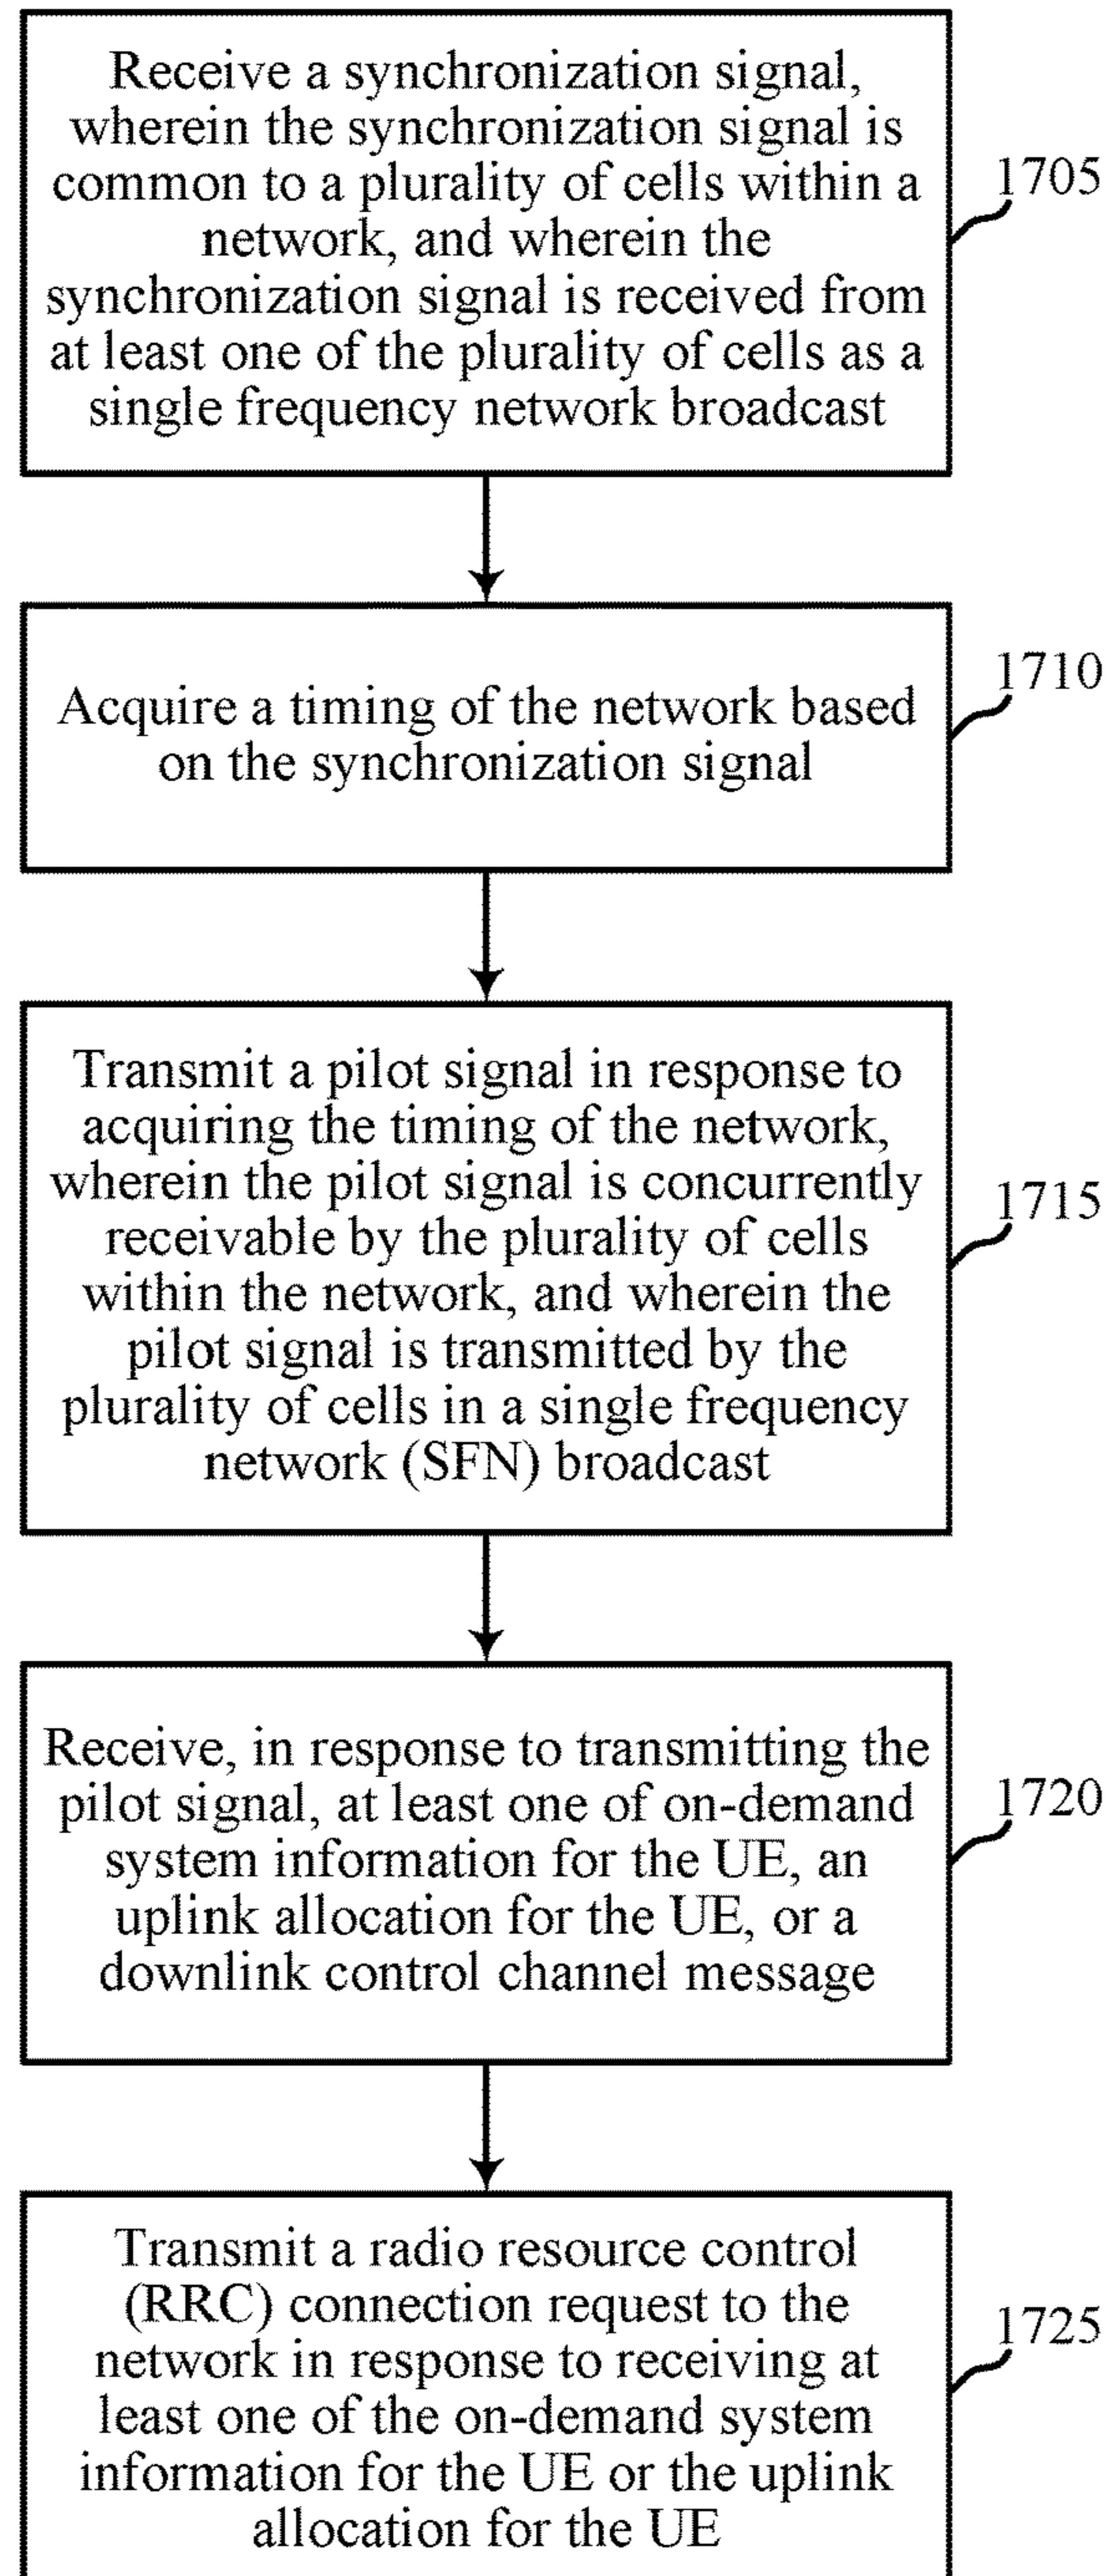 Receive a synchronization signal,
wherein the synchronization signal is
common to a plurality of cells within a
network, and wherein the
synchronization signal is received from
at least one of the plurality of cells as a
single frequency network broadcast
1705
Acquire a timing of the network based
on the synchronization signal
1710
Transmit a pilot signal in response to
acquiring the timing of the network,
wherein the pilot signal is concurrently
receivable by the plurality of cells
within the network, and wherein the
pilot signal is transmitted by the
plurality of cells in a single frequency
network (SFN) broadcast
1715
Receive, in response to transmitting the
pilot signal, at least one of on-demand
system information for the UE, an
uplink allocation for the UE, or a
downlink control channel message
1720
Transmit a radio resource control
(RRC) connection request to the
network in response to receiving at
least one of the on-demand system
information for the UE or the uplink
allocation for the UE
1725